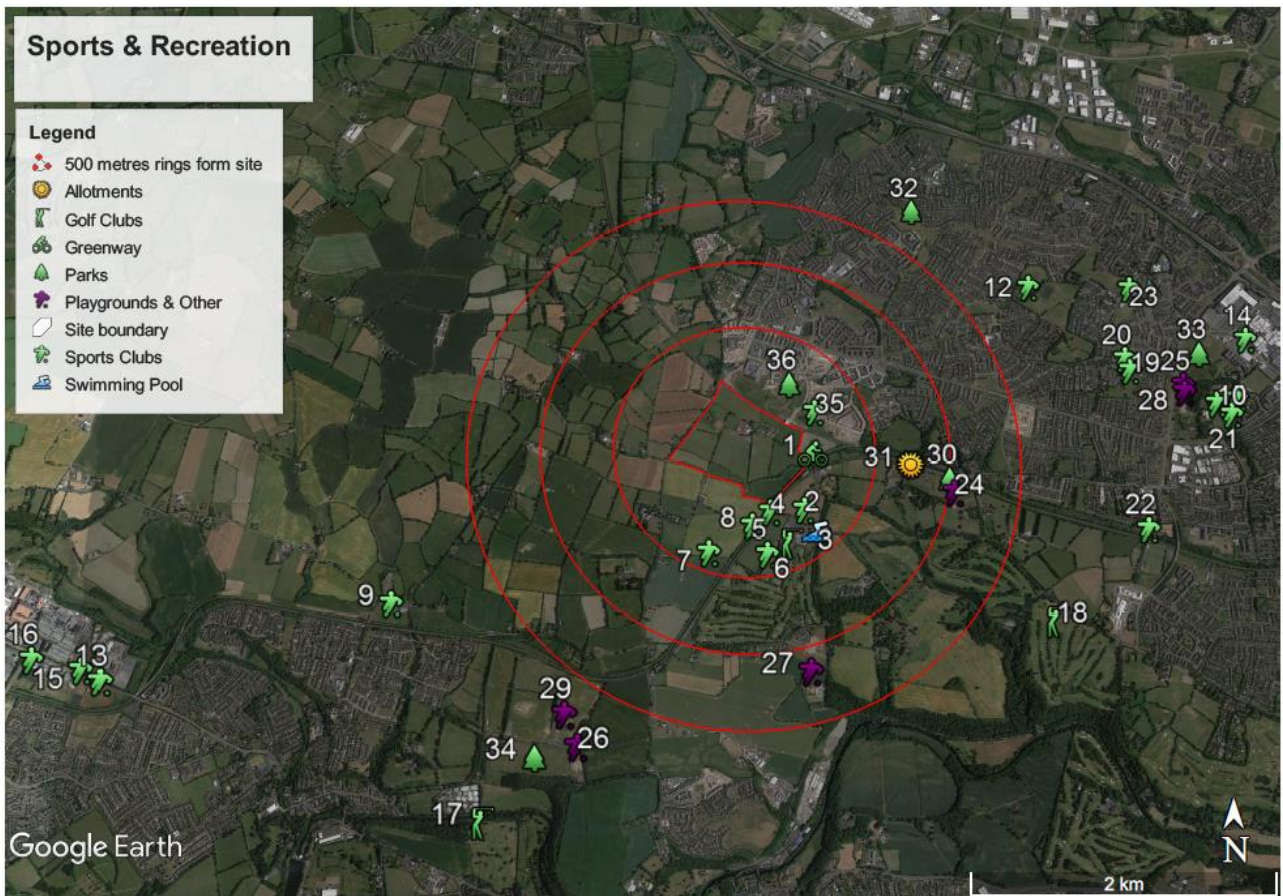 Sports & Recreation
Legend
500 metres rings form site
Allotments
Golf Clubs
Greenway
Parks
Playgrounds & Other
Site boundary
Sports Clubs
Swimming Pool
32
12
23
14
33
20
19
25
28
10
21
36
35
1
31
30
24
4
2
8
5
3
7
6
22
9
18
16
13
15
27
29
26
34
17
Google Earth
N
2 km